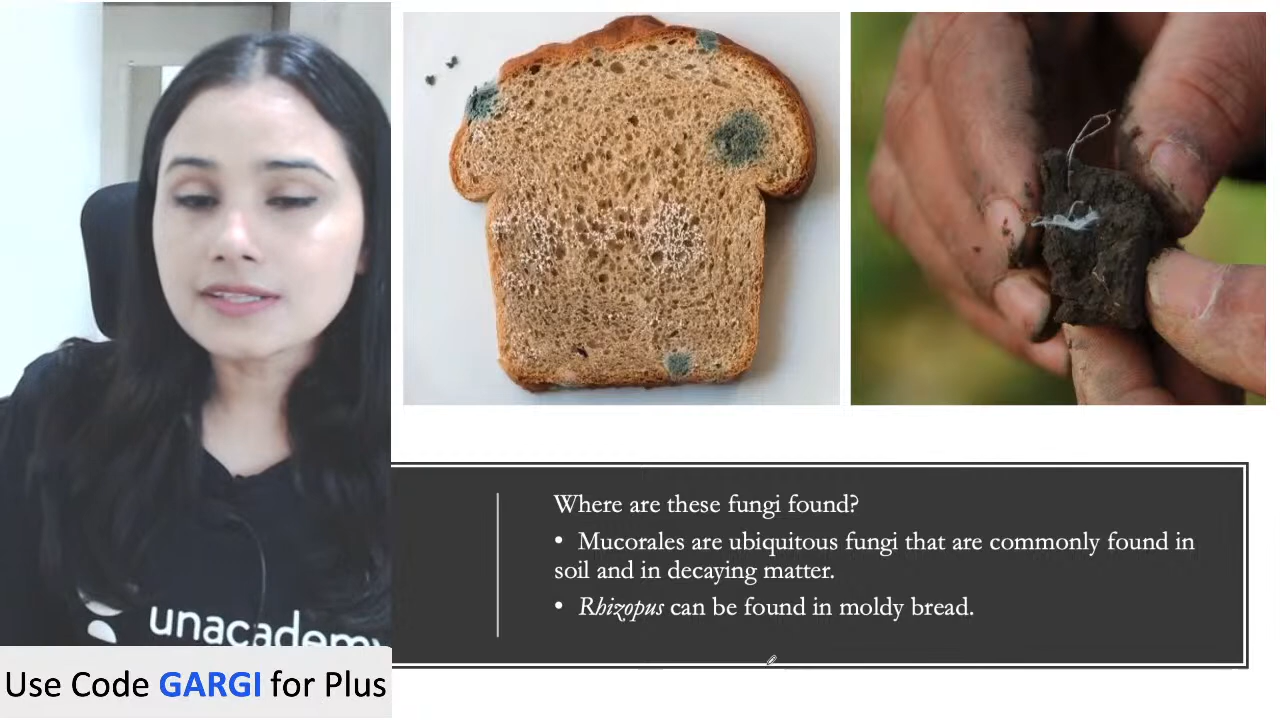 Where are these fungi found?
• Mucorales are ubiquitous fungi that are commonly found in
soil and in decaying matter.
• Rhizopus can be found in moldy bread.
unacademy
Use Code GARGI for Plus